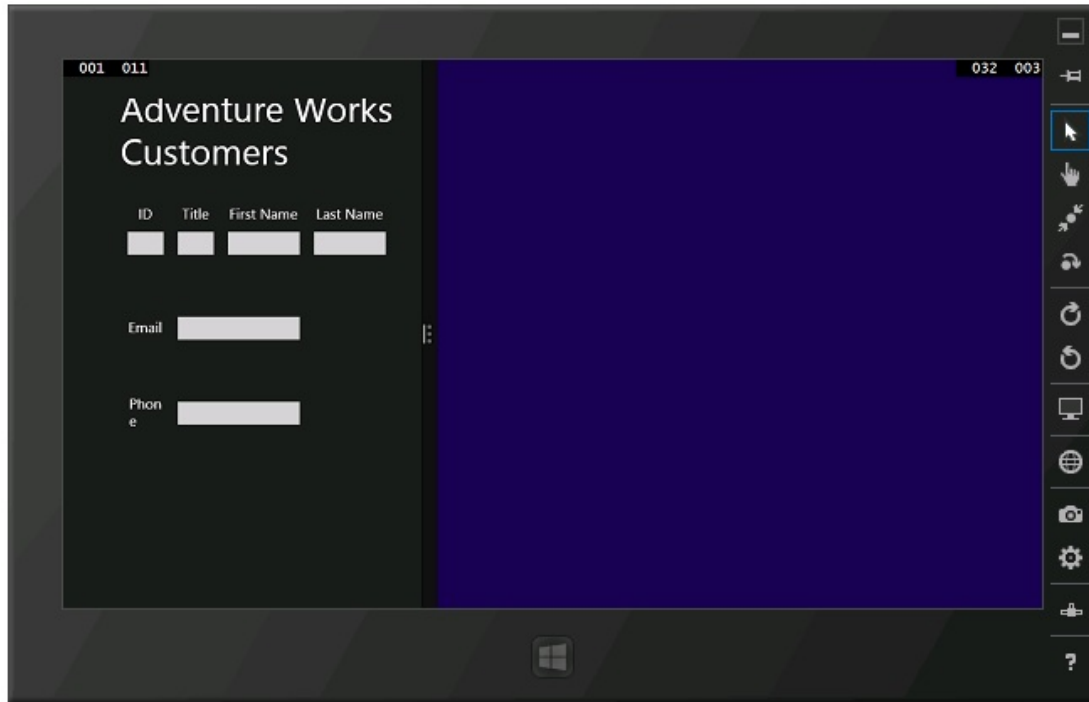 001 011
032 003
Adventure Works
Customers
ID Title First Name Last Name
Email
Phon
e
?